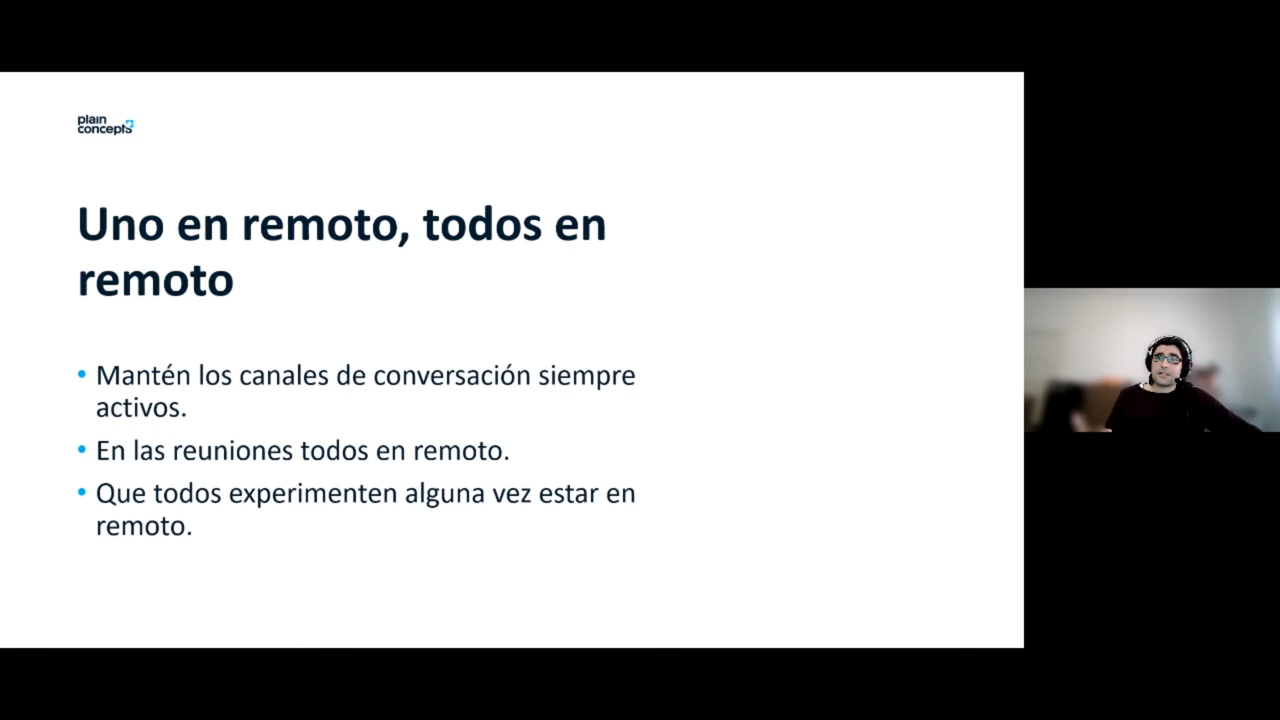 plain
concepts
Uno en remoto, todos en
remoto
• Mantén los canales de conversación siempre
activos.
• En las reuniones todos en remoto.
• Que todos experimenten alguna vez estar en
remoto.